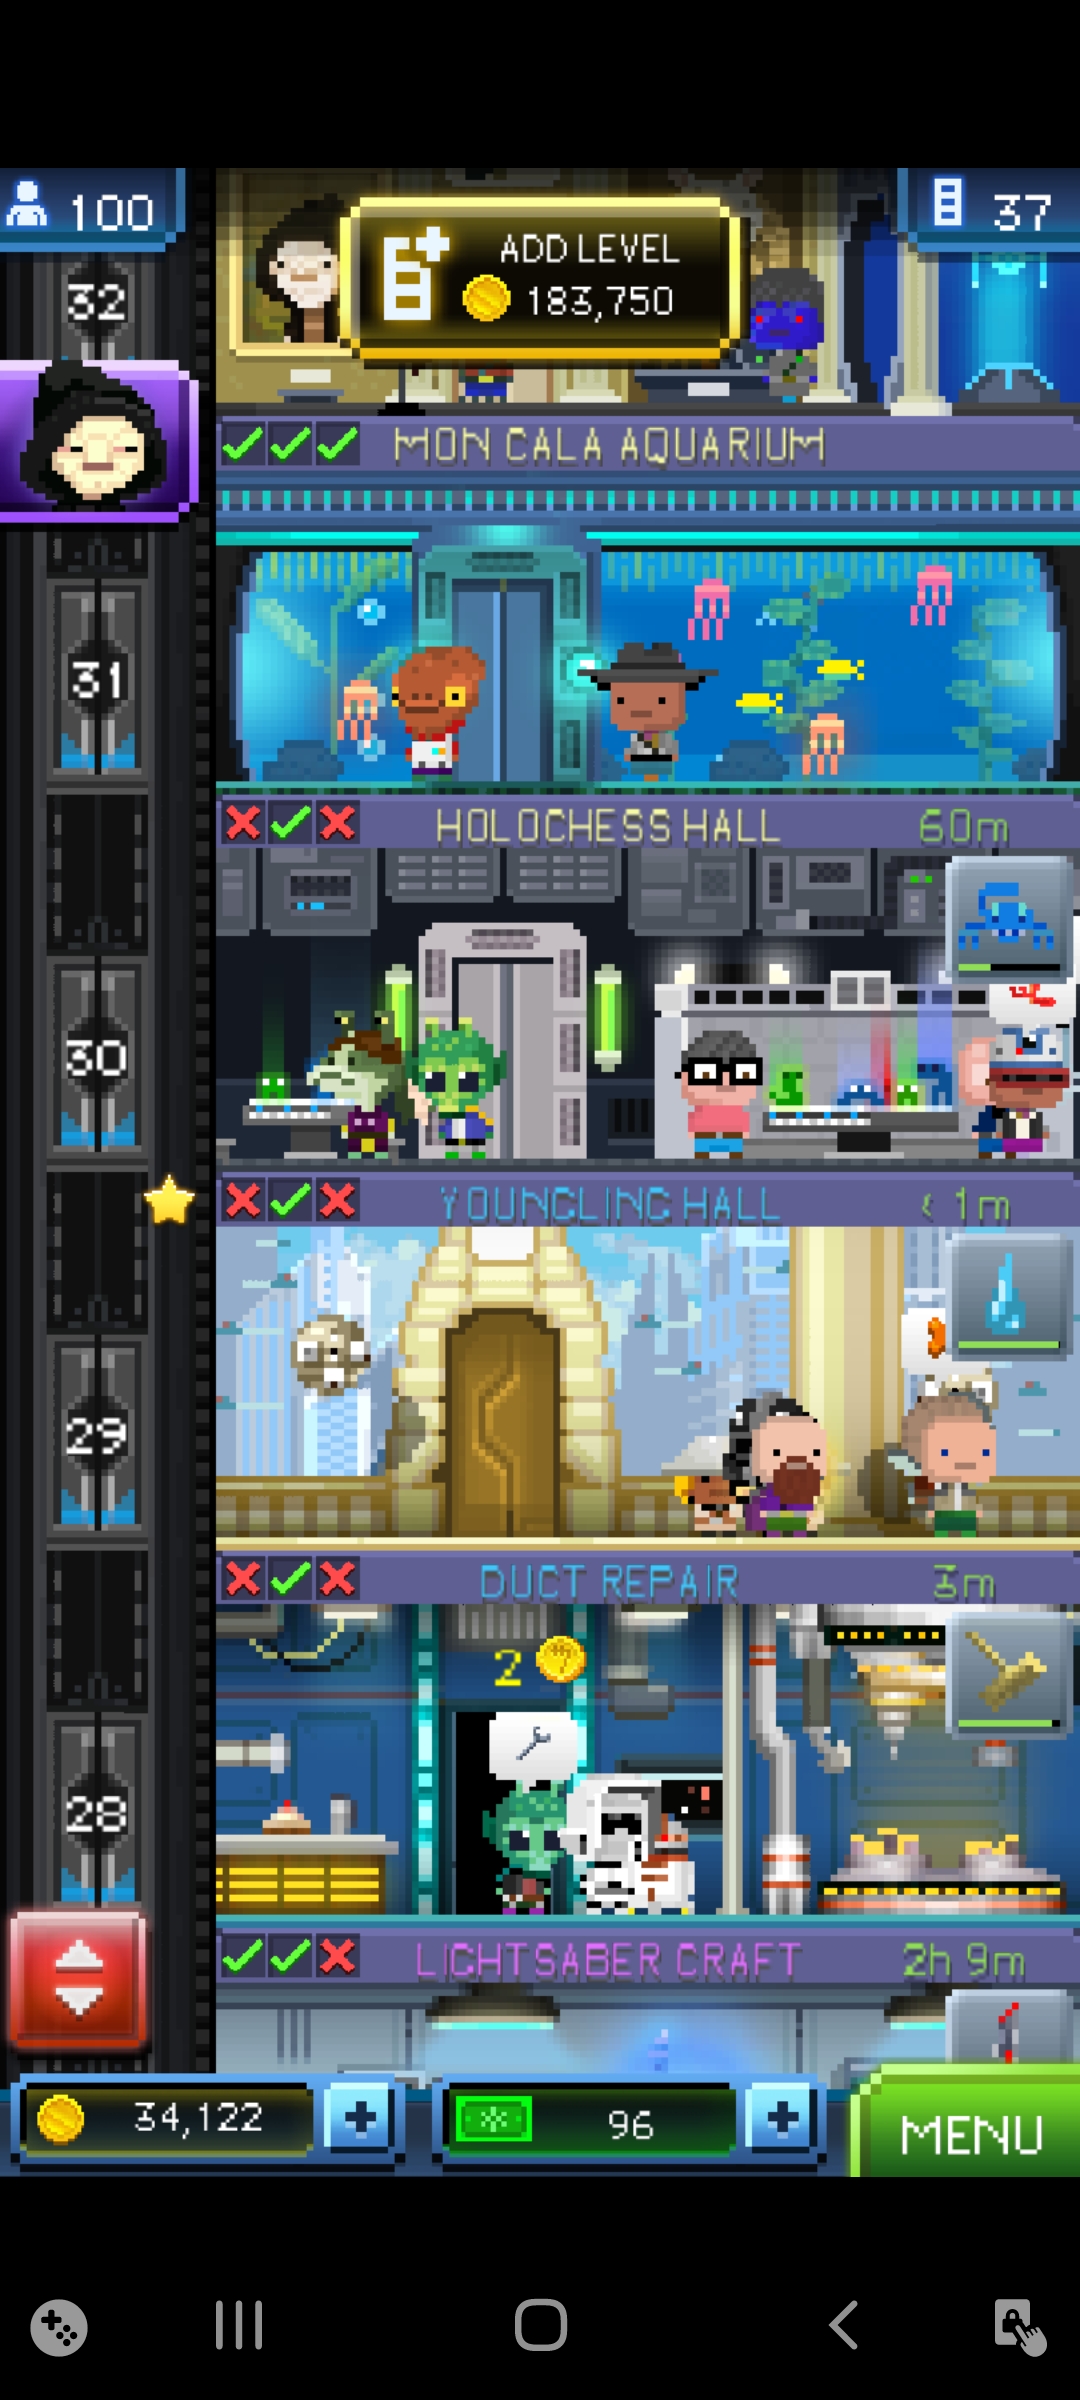 100
ADD LEVEL
183,750
37
32
MON CALA AQUARIUM
31
HOLOCHESS HALL 60m
30
YOUNGLING HALL < 1m
29
DUCT REPAIR 3m
2
28
LIGHTSABER CRAFT 2h 9m
34,122
96
MENU